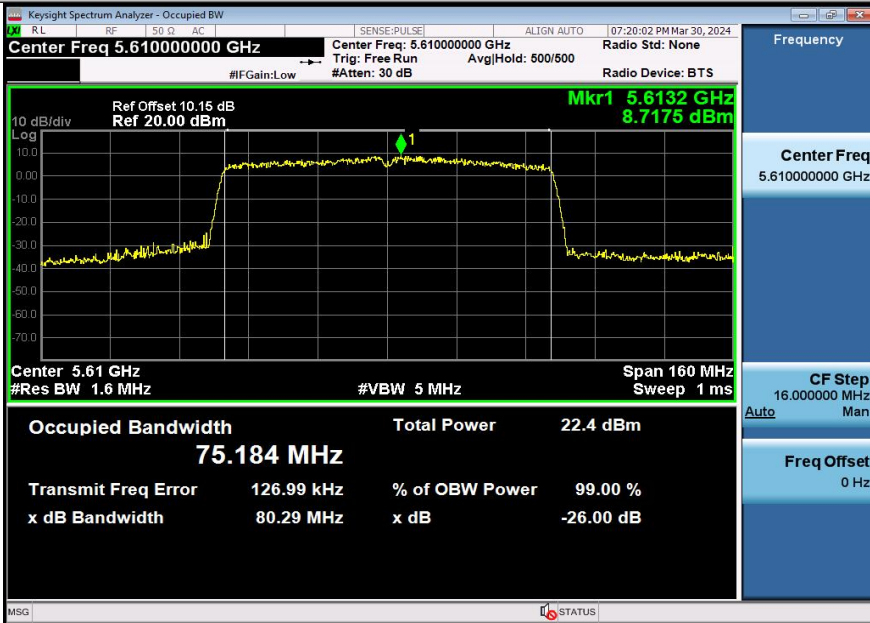 Keysight Spectrum Analyzer - Occupied BW
LXI RL RF 50 Ω AC SENSE:PULSE ALIGN AUTO 07:20:02 PM Mar 30, 2024
Center Freq 5.610000000 GHz
Center Freq: 5.610000000 GHz Radio Std: None
Trig: Free Run Avg|Hold: 500/500
#IFGain:Low #Atten: 30 dB Radio Device: BTS
Frequency
Ref Offset 10.15 dB Mkr1 5.6132 GHz
10 dB/div Ref 20.00 dBm 8.7175 dBm
Log
1
10.0
0.00
-10.0
-20.0
-30.0
-40.0
-50.0
-60.0
-70.0
Center 5.61 GHz Span 160 MHz
#Res BW 1.6 MHz #VBW 5 MHz Sweep 1 ms
Occupied Bandwidth Total Power 22.4 dBm
75.184 MHz
Transmit Freq Error 126.99 kHz % of OBW Power 99.00 %
x dB Bandwidth 80.29 MHz x dB -26.00 dB
Center Freq
5.610000000 GHz
CF Step
16.000000 MHz
Auto Man
Freq Offset
0 Hz
MSG STATUS